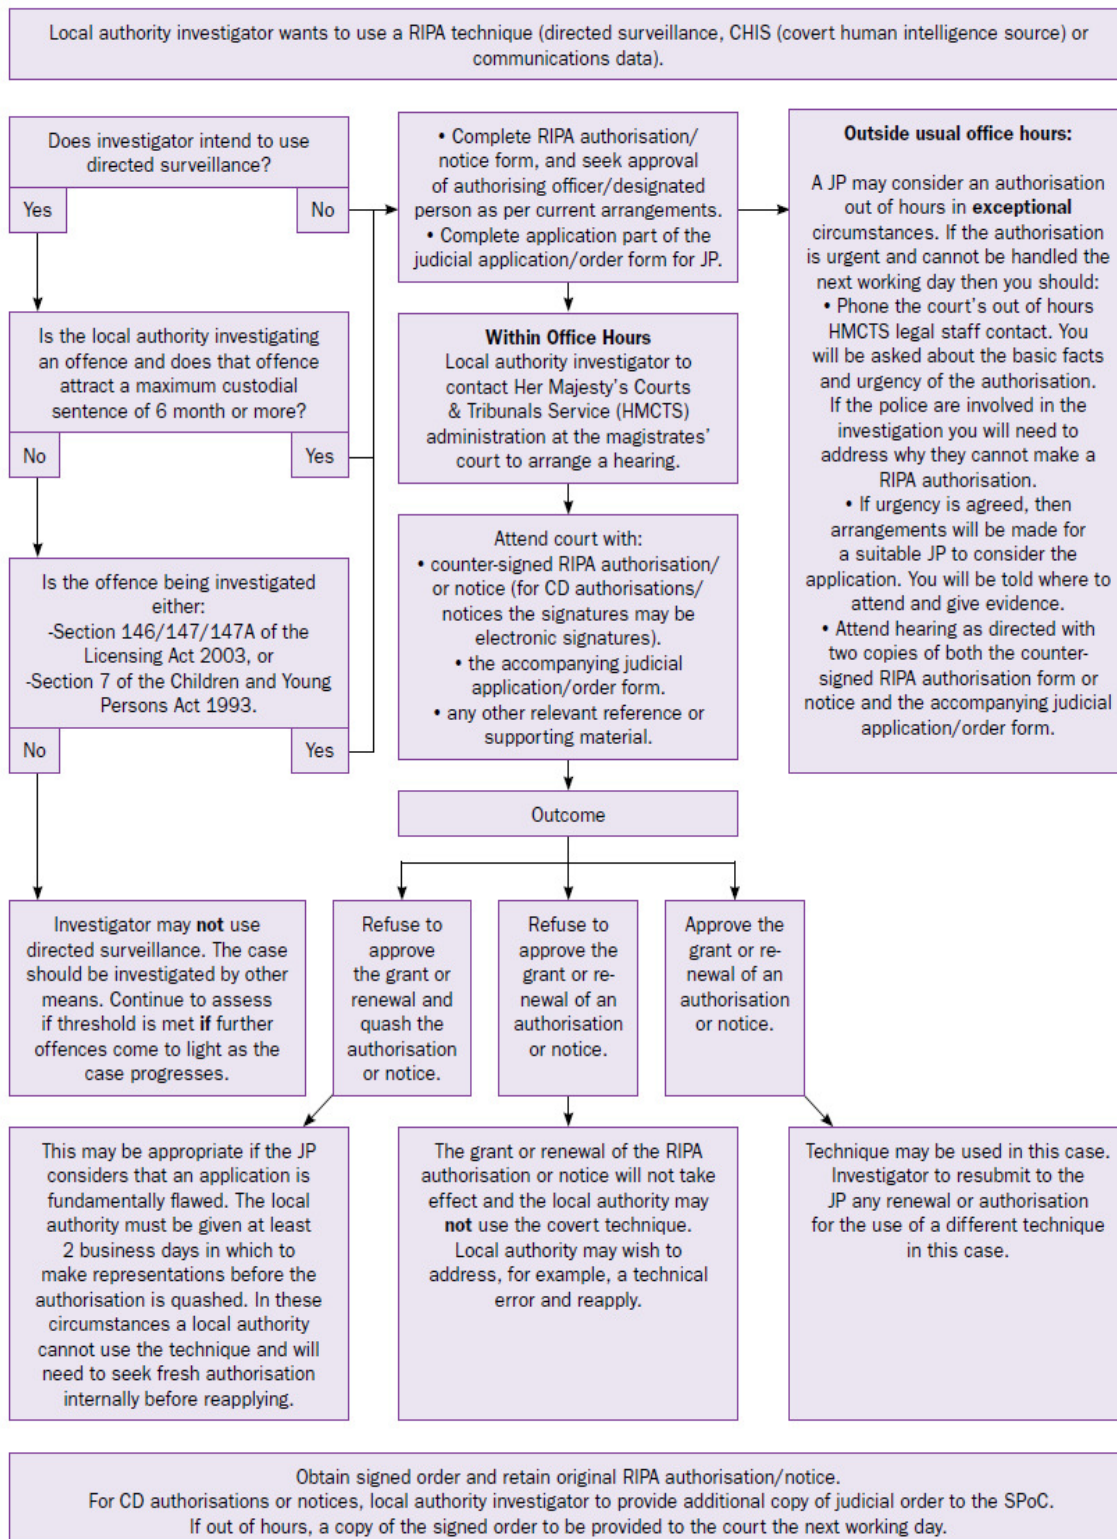 Local authority investigator wants to use a RIPA technique (directed surveillance, CHIS (covert human intelligence source) or
communications data).
Does investigator intend to use
directed surveillance?
Yes
No
Is the local authority investigating
an offence and does that offence
attract a maximum custodial
sentence of 6 month or more?
No
Yes
Is the offence being investigated
either:
-Section 146/147/147A of the
Licensing Act 2003, or
-Section 7 of the Children and Young
Persons Act 1993.
No
Yes
• Complete RIPA authorisation/
notice form, and seek approval
of authorising officer/designated
person as per current arrangements.
• Complete application part of the
judicial application/order form for JP.
Within Office Hours
Local authority investigator to
contact Her Majesty's Courts
& Tribunals Service (HMCTS)
administration at the magistrates'
court to arrange a hearing.
Attend court with:
• counter-signed RIPA authorisation/
or notice (for CD authorisations/
notices the signatures may be
electronic signatures).
• the accompanying judicial
application/order form.
• any other relevant reference or
supporting material.
Outside usual office hours:
A JP may consider an authorisation
out of hours in exceptional
circumstances. If the authorisation
is urgent and cannot be handled the
next working day then you should:
• Phone the court's out of hours
HMCTS legal staff contact. You
will be asked about the basic facts
and urgency of the authorisation.
If the police are involved in the
investigation you will need to
address why they cannot make a
RIPA authorisation.
• If urgency is agreed, then
arrangements will be made for
a suitable JP to consider the
application. You will be told where to
attend and give evidence.
• Attend hearing as directed with
two copies of both the counter-
signed RIPA authorisation form or
notice and the accompanying judicial
application/order form.
Outcome
Investigator may not use
directed surveillance. The case
should be investigated by other
means. Continue to assess
if threshold is met if further
offences come to light as the
case progresses.
Refuse to
approve
the grant or
renewal and
quash the
authorisation
or notice.
Refuse to
approve the
grant or re-
newal of an
authorisation
or notice.
Approve the
grant or re-
newal of an
authorisation
or notice.
This may be appropriate if the JP
considers that an application is
fundamentally flawed. The local
authority must be given at least
2 business days in which to
make representations before the
authorisation is quashed. In these
circumstances a local authority
cannot use the technique and will
need to seek fresh authorisation
internally before reapplying.
The grant or renewal of the RIPA
authorisation or notice will not take
effect and the local authority may
not use the covert technique.
Local authority may wish to
address, for example, a technical
error and reapply.
Technique may be used in this case.
Investigator to resubmit to the
JP any renewal or authorisation
for the use of a different technique
in this case.
Obtain signed order and retain original RIPA authorisation/notice.
For CD authorisations or notices, local authority investigator to provide additional copy of judicial order to the SPoC.
If out of hours, a copy of the signed order to be provided to the court the next working day.